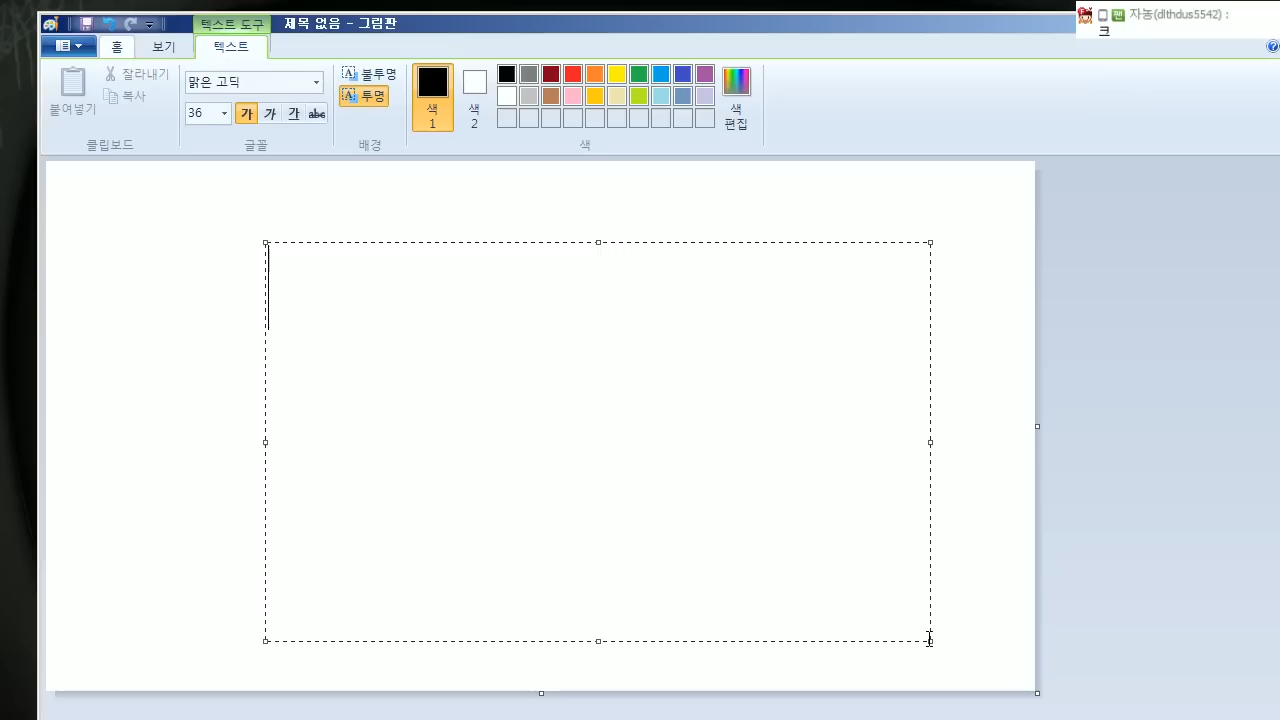 텍스트 도구 제목 없음 - 그림판
홈 보기 텍스트
붙여넣기 잘라내기 복사
클립보드
맑은 고딕
36 가 가 가 abc
글꼴
A 불투명
A 투명
배경
색 1
색 2
색 편집
색
팬 자농(dlthdus5542) :
크